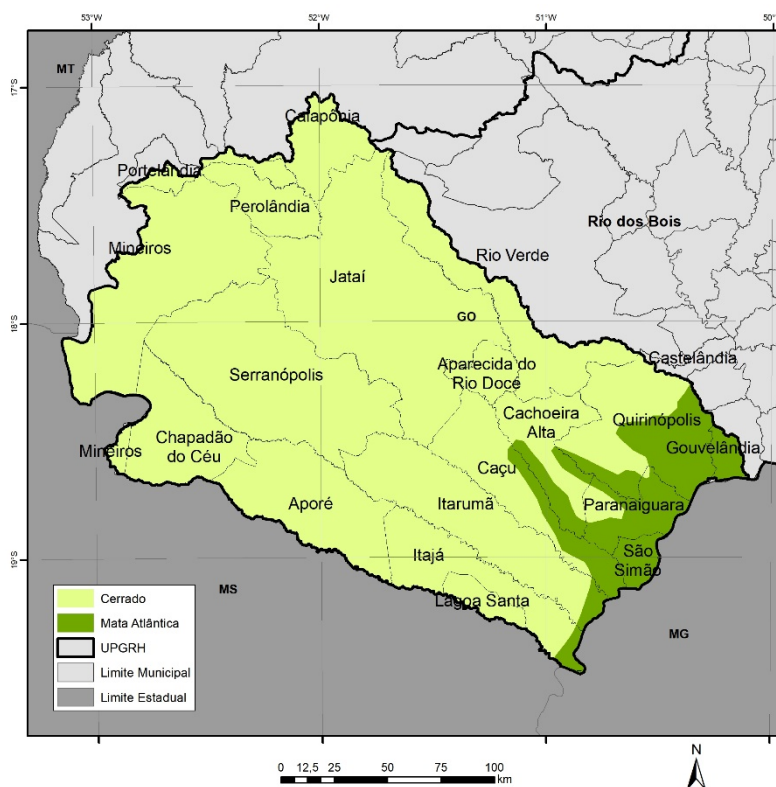 53°W 52°W 51°W 50°
MT
17°S
Caiapônia
Portelândia
Perolândia
Rio dos Bois
Mineiros
Rio Verde
Jataí
GO
18°S
Castelândia
Aparecida do
Rio Doce
Serranópolis
Cachoeira
Alta
Quirinópolis
Chapadão
do Céu
Mineiros
Gouvelândia
Caçu
Aporé
Itarumã
Paranaiguara
Itajá
São
Simão
19°S
Lagoa Santa
MS
MG
Cerrado
Mata Atlântica
UPGRH
Limite Municipal
Limite Estadual
0 12,5 25 50 75 100
km
N